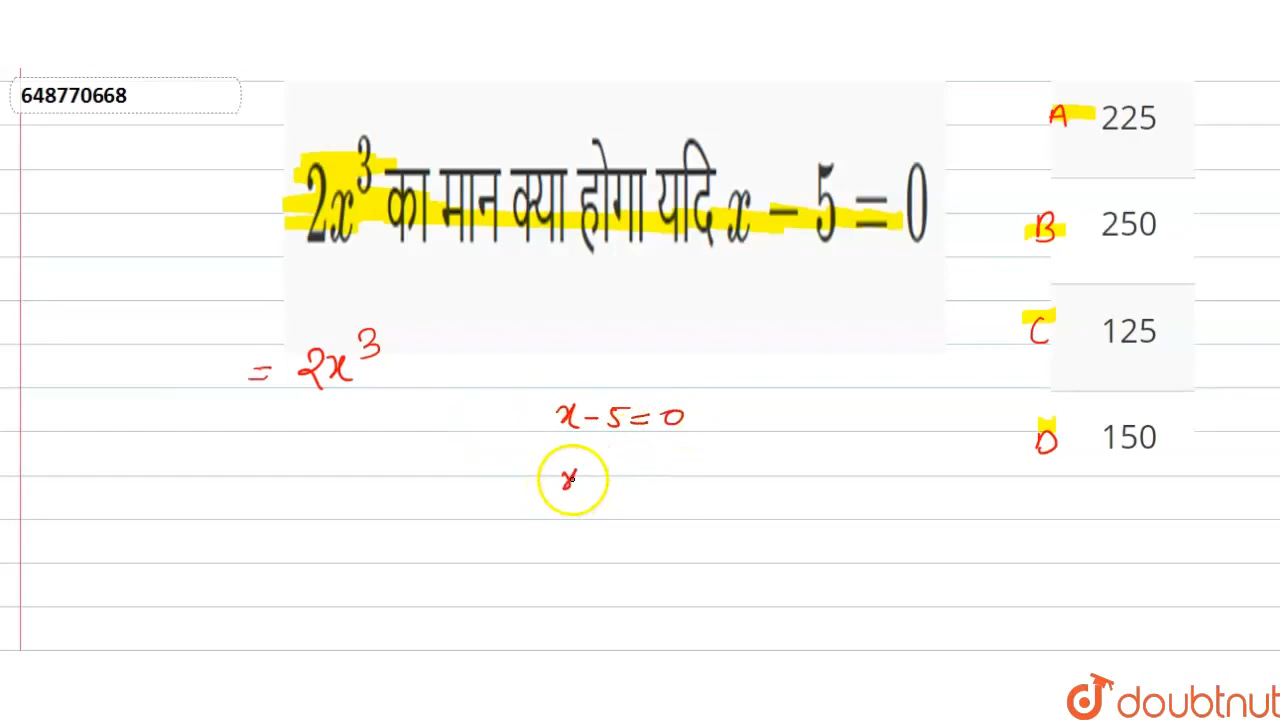 648770668
2x³ का मान क्या होगा यदि x − 5 = 0
A 225
B 250
C 125
D 150
= 2x³
x - 5 = 0
x
doubtnut